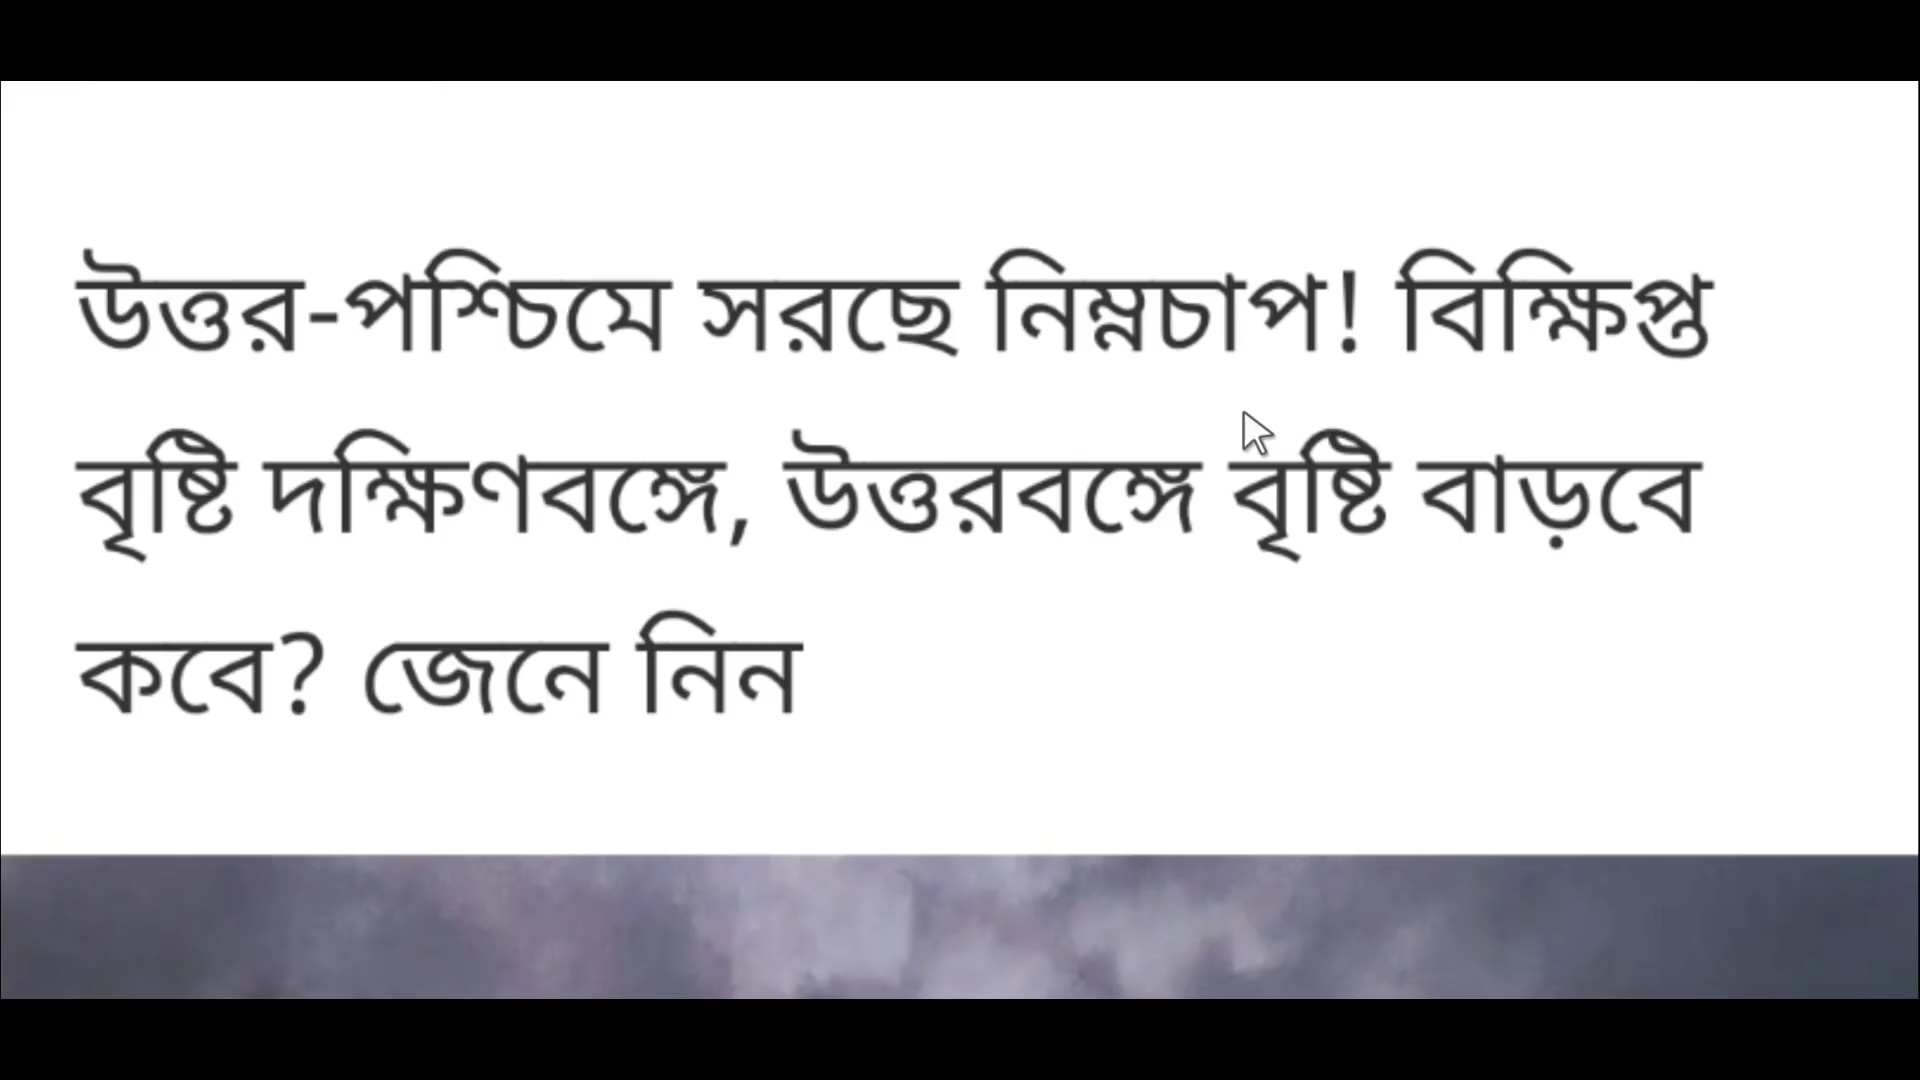 উত্তর-পশ্চিমে সরছে নিম্নচাপ! বিক্ষিপ্ত
বৃষ্টি দক্ষিণবঙ্গে, উত্তরবঙ্গে বৃষ্টি বাড়বে
কবে? জেনে নিন